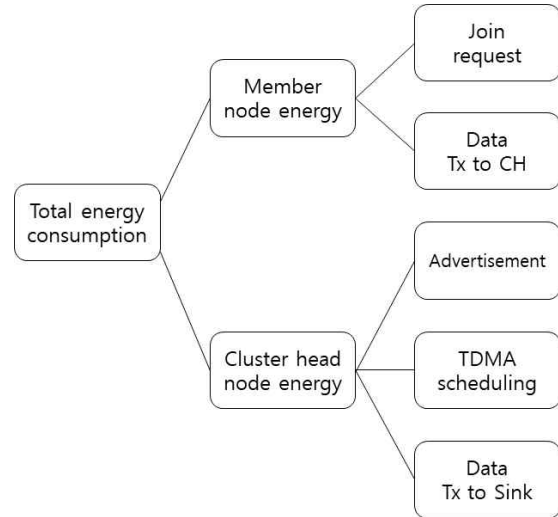 Total energy
consumption
Member
node energy
Join
request
Data
Tx to CH
Cluster head
node energy
Advertisement
TDMA
scheduling
Data
Tx to Sink